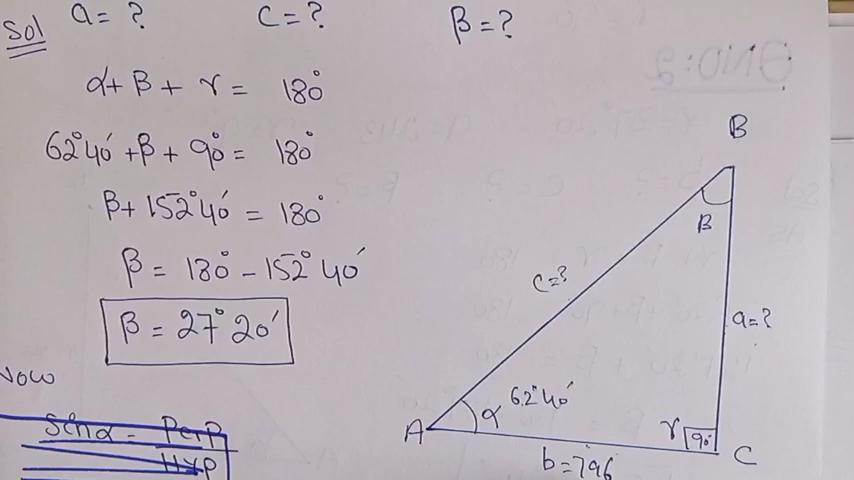 Sol a = ? c = ? β = ?
α + β + γ = 180°
62°40' + β + 90° = 180°
β + 152°40' = 180°
β = 180° - 152°40'
β = 27°20'
Now
Sinα = Perp
Hyp
B
β
c=?
a=?
α 62°40'
A
γ 90°
C
b=796